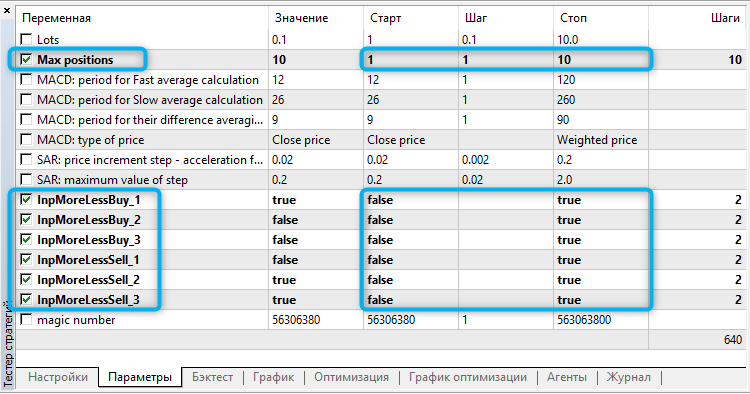 Переменная Значение Старт Шаг Стоп Шаги
Lots 0.1 1 0.1 10.0
Max positions 10 1 1 10 10
MACD: period for Fast average calculation 12 12 1 120
MACD: period for Slow average calculation 26 26 1 260
MACD: period for their difference averagi... 9 9 1 90
MACD: type of price Close price Close price Weighted price
SAR: price increment step - acceleration f... 0.02 0.02 0.002 0.2
SAR: maximum value of step 0.2 0.2 0.02 2.0
InpMoreLessBuy_1 true false true 2
InpMoreLessBuy_2 false false true 2
InpMoreLessBuy_3 false false true 2
InpMoreLessSell_1 false false true 2
InpMoreLessSell_2 true false true 2
InpMoreLessSell_3 true false true 2
magic number 56306380 56306380 1 563063800
640
Тестер стратегий
Настройки Параметры Бэктест График Оптимизация График оптимизации Агенты Журнал